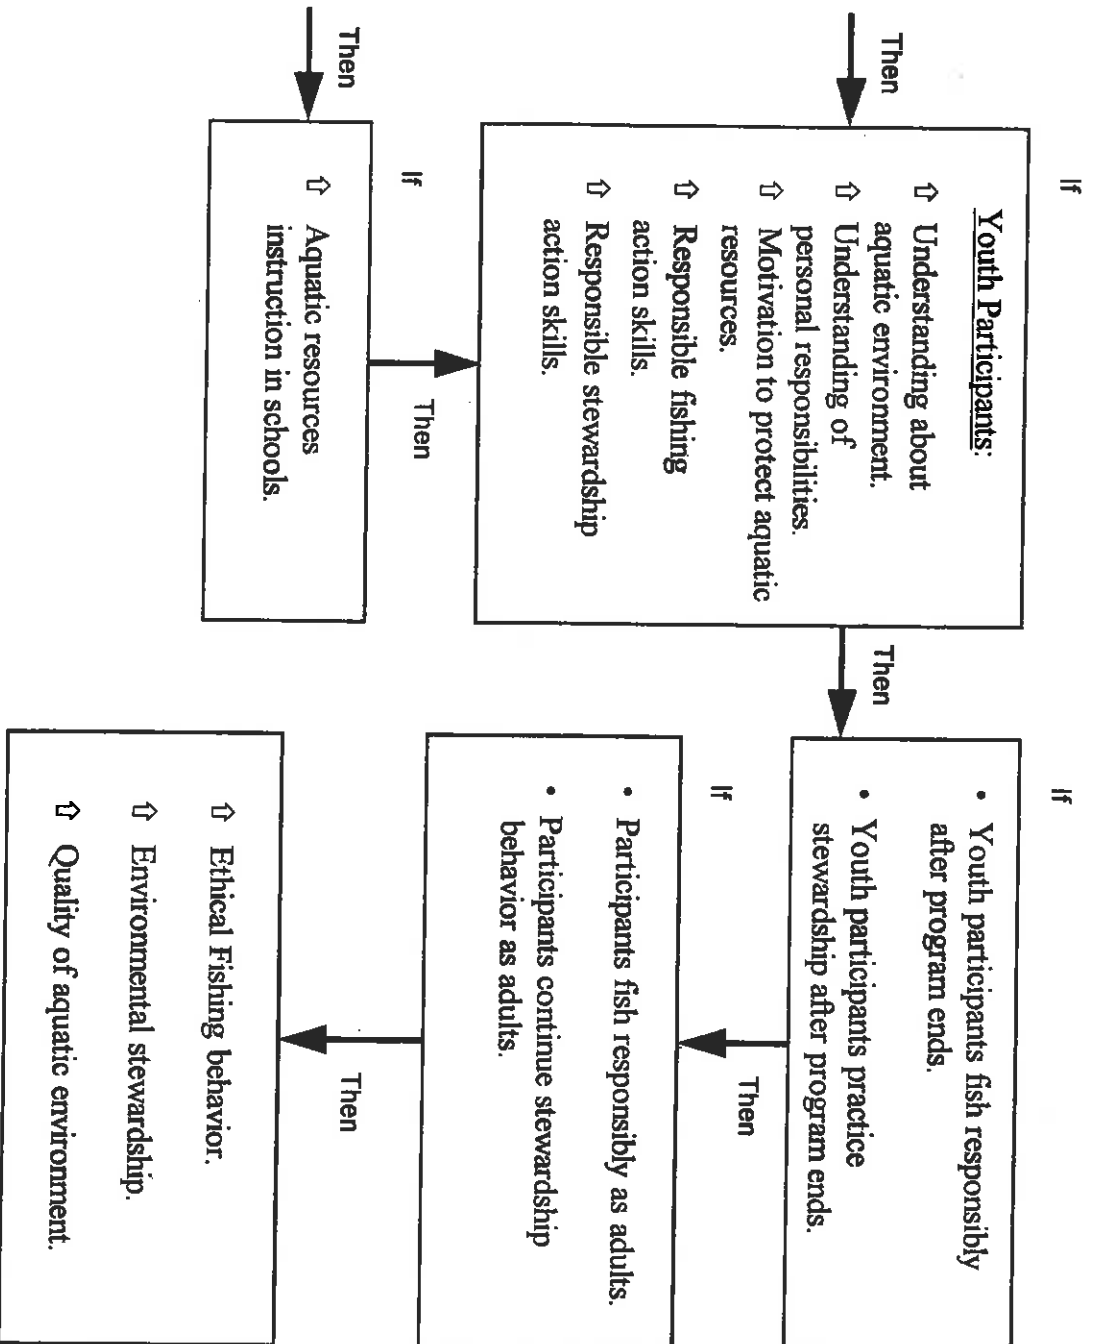 If
Then
Youth Participants:
⇧ Understanding about
aquatic environment.
⇧ Understanding of
personal responsibilities.
⇧ Motivation to protect aquatic
resources.
⇧ Responsible fishing
action skills.
⇧ Responsible stewardship
action skills.
Then
If
Then
⇧ Aquatic resources
instruction in schools.
Then
If
• Youth participants fish responsibly
after program ends.
• Youth participants practice
stewardship after program ends.
Then
If
• Participants fish responsibly as adults.
• Participants continue stewardship
behavior as adults.
Then
⇧ Ethical Fishing behavior.
⇧ Environmental stewardship.
⇧ Quality of aquatic environment.